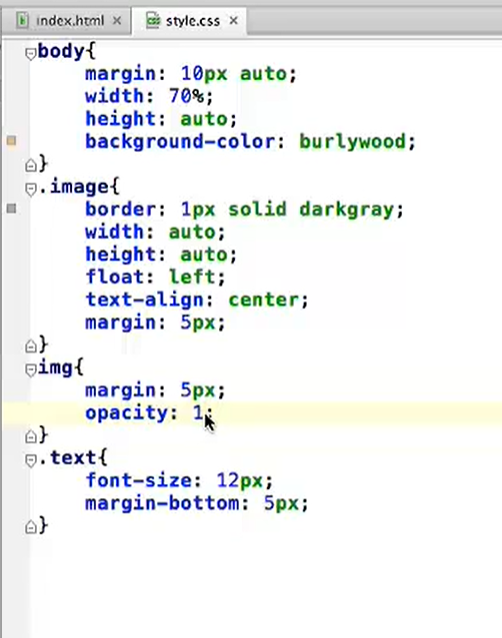 index.html × style.css ×
body{
margin: 10px auto;
width: 70%;
height: auto;
background-color: burlywood;
}
.image{
border: 1px solid darkgray;
width: auto;
height: auto;
float: left;
text-align: center;
margin: 5px;
}
img{
margin: 5px;
opacity: 1;
}
.text{
font-size: 12px;
margin-bottom: 5px;
}